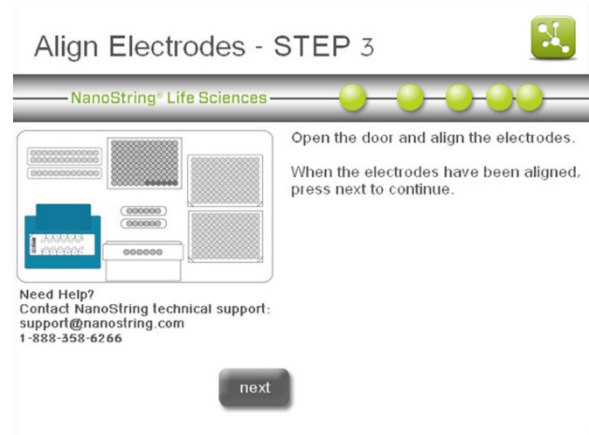 Align Electrodes - STEP 3
NanoString® Life Sciences
Open the door and align the electrodes.
When the electrodes have been aligned,
press next to continue.
Need Help?
Contact NanoString technical support:
support@nanostring.com
1-888-358-6266
next